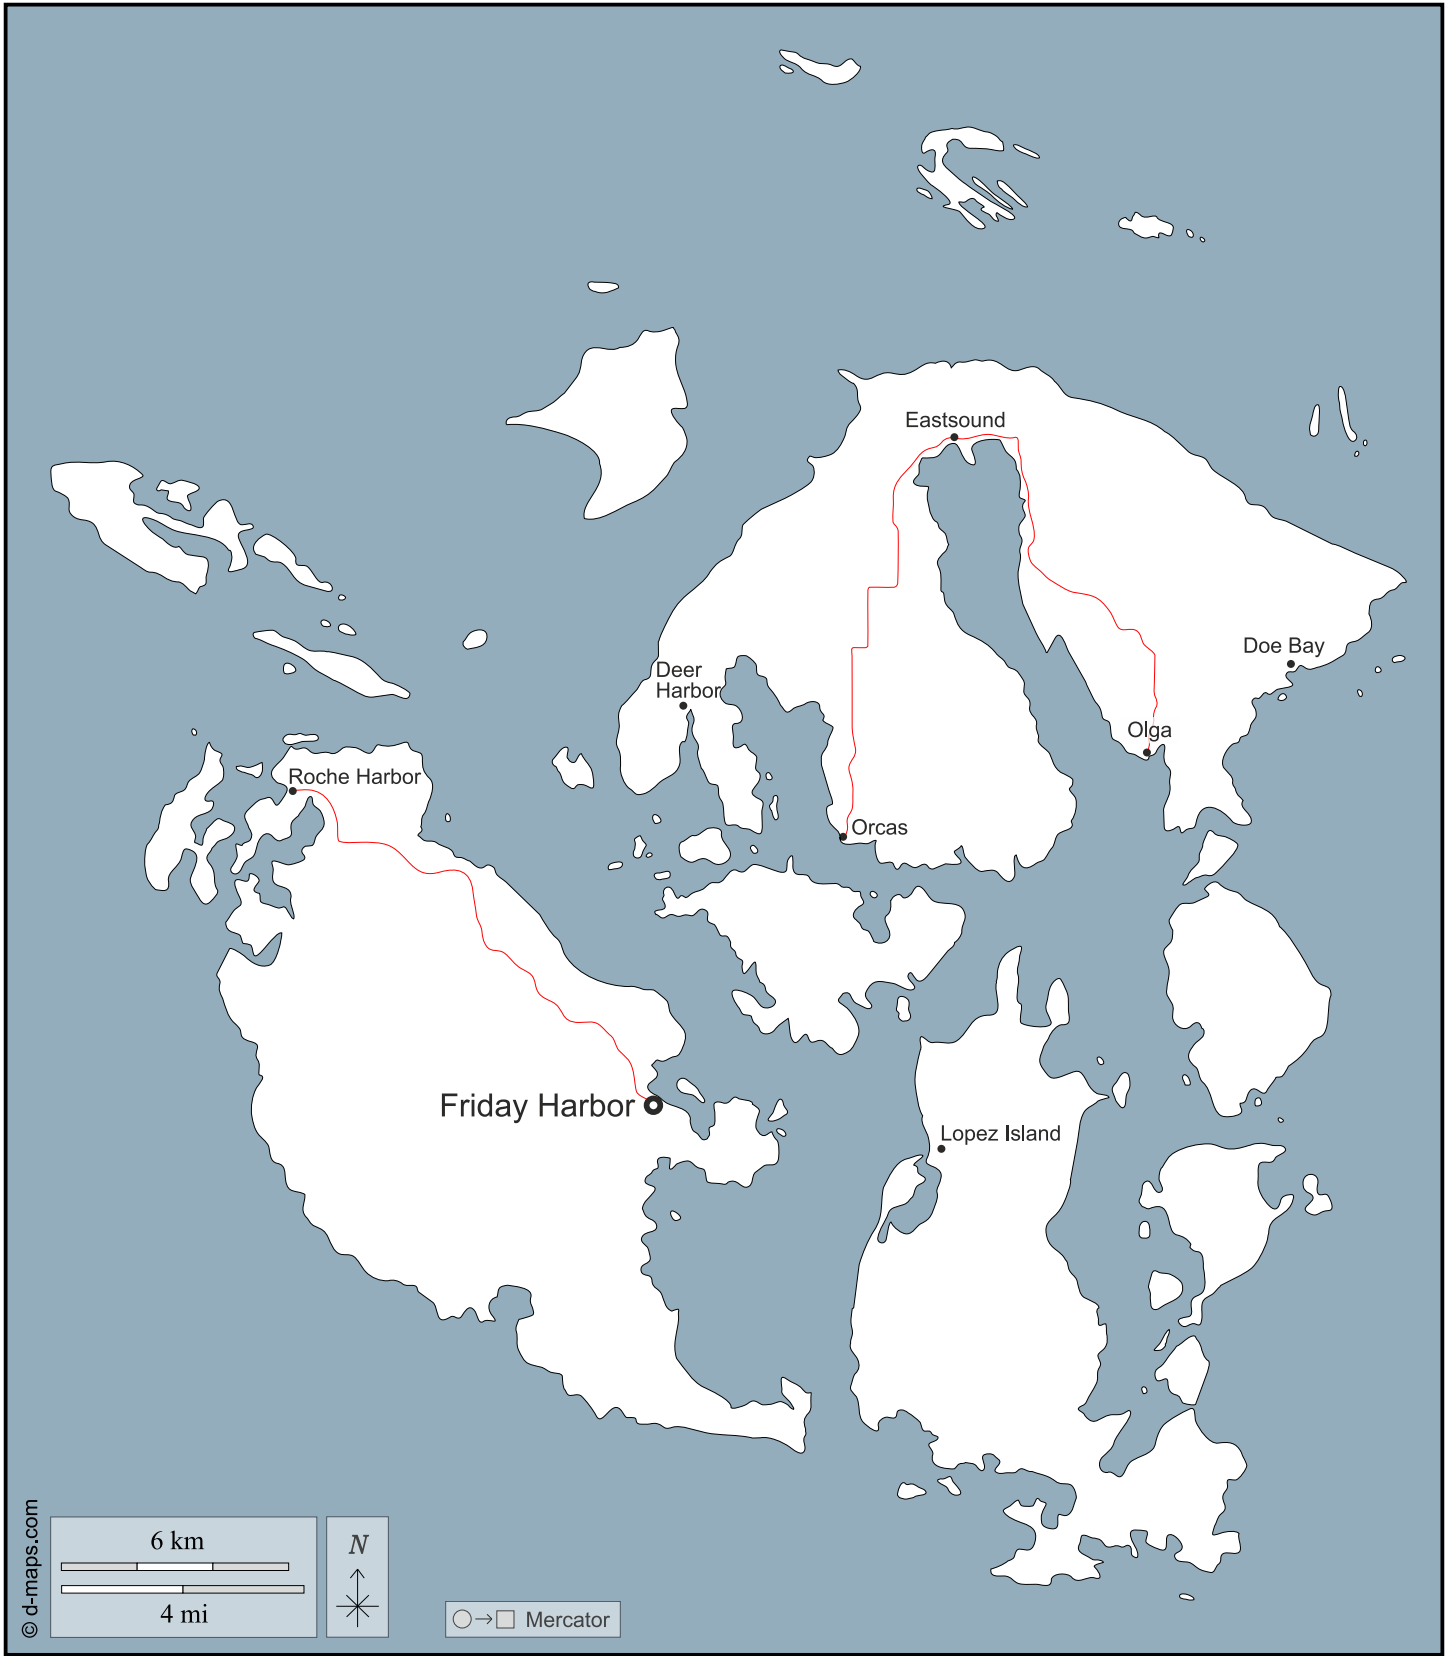 Eastsound
Doe Bay
Deer
Harbor
Olga
Roche Harbor
Orcas
Friday Harbor
Lopez Island
© d-maps.com
6 km
4 mi
N
Mercator